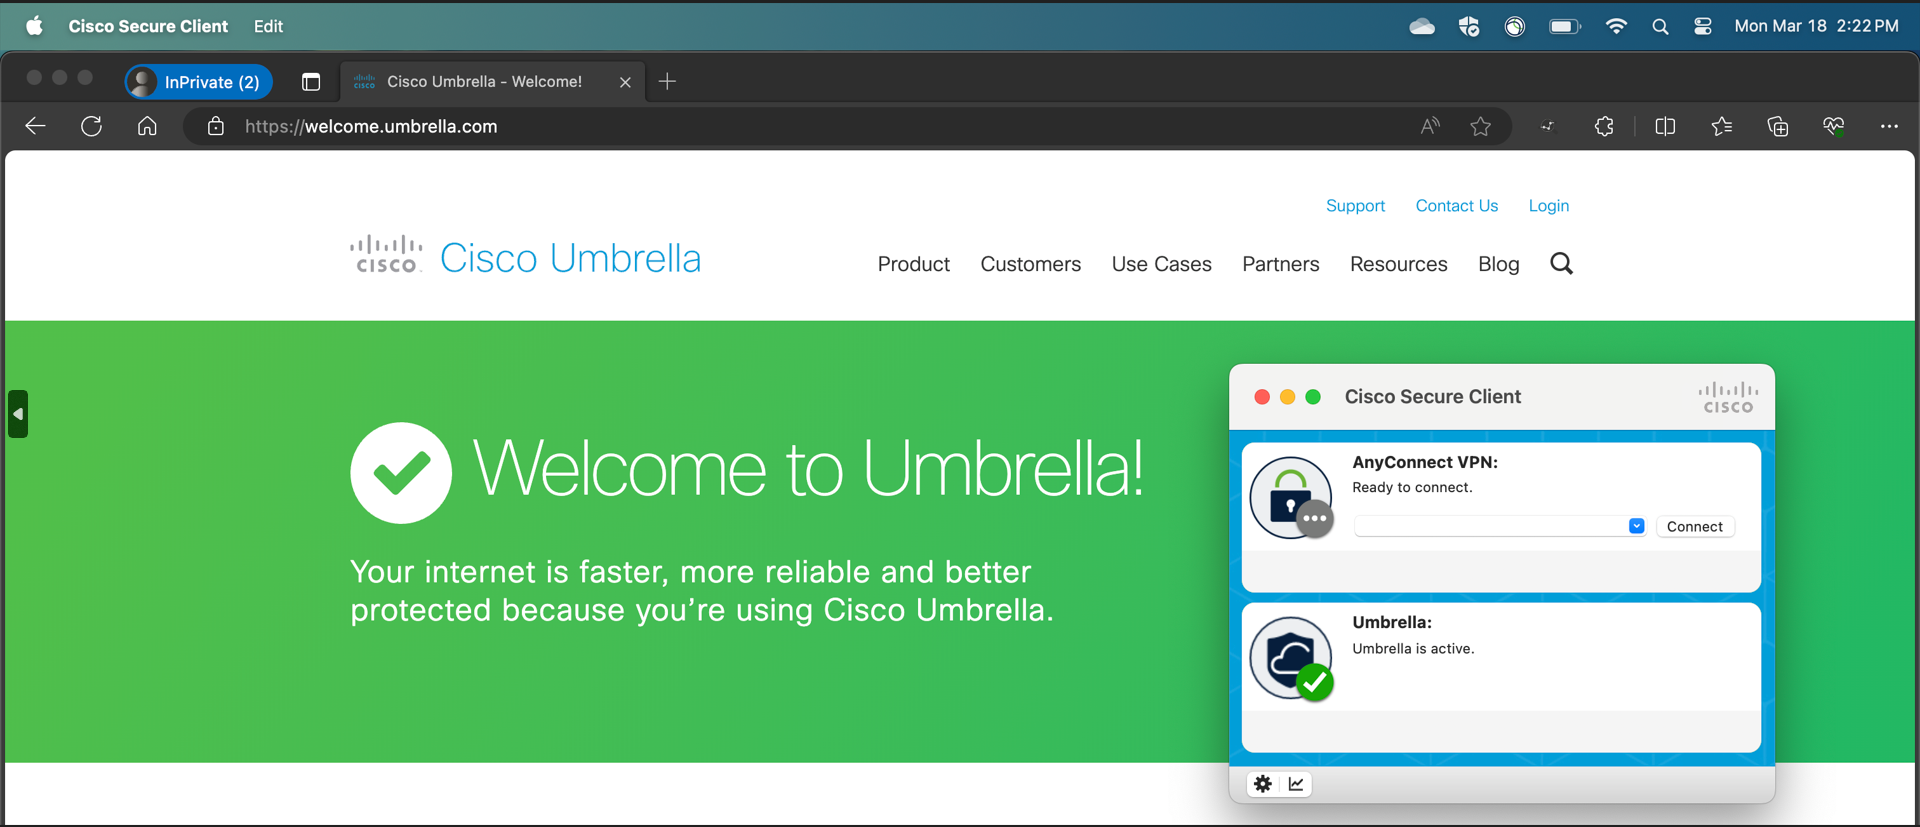 Cisco Secure Client Edit Mon Mar 18 2:22 PM
InPrivate (2) Cisco Umbrella - Welcome!
https://welcome.umbrella.com
Support Contact Us Login
CISCO Cisco Umbrella Product Customers Use Cases Partners Resources Blog
Welcome to Umbrella!
Your internet is faster, more reliable and better
protected because you’re using Cisco Umbrella.
Cisco Secure Client CISCO
AnyConnect VPN:
Ready to connect.
Connect
Umbrella:
Umbrella is active.